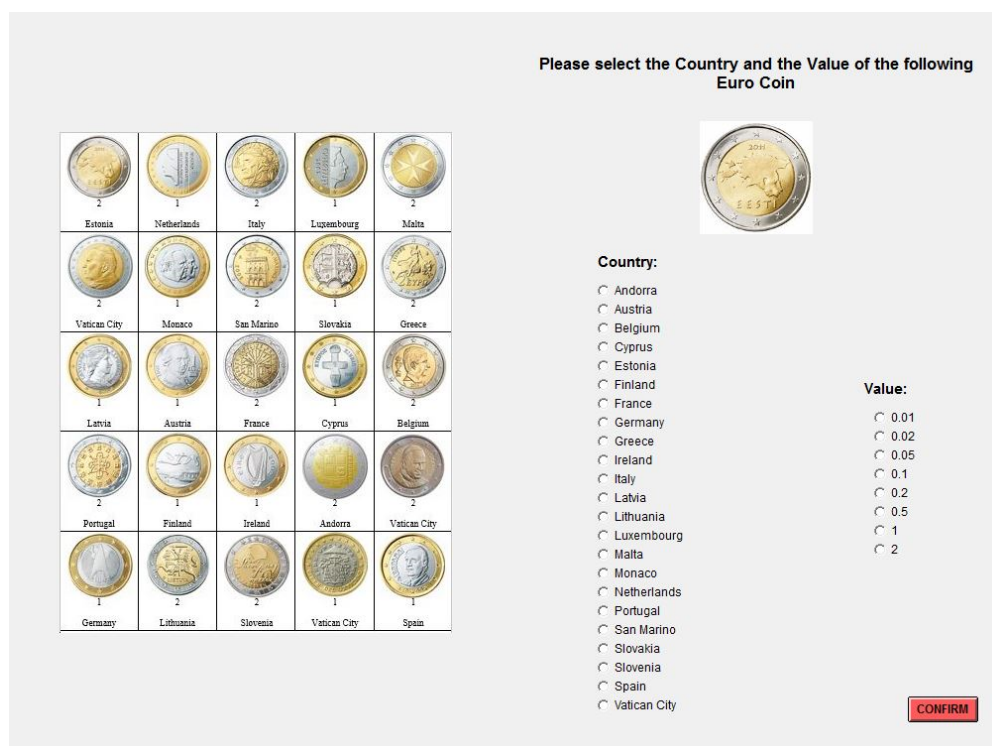 Please select the Country and the Value of the following
Euro Coin
2
1
2
1
2
Estonia
Netherlands
Italy
Luxembourg
Malta
2
1
2
1
2
Vatican City
Monaco
San Marino
Slovakia
Greece
1
1
2
1
2
Latvia
Austria
France
Cyprus
Belgium
2
1
1
2
2
Portugal
Finland
Ireland
Andorra
Vatican City
1
2
2
1
1
Germany
Lithuania
Slovenia
Vatican City
Spain
2011
EESTI
Country:
Andorra
Austria
Belgium
Cyprus
Estonia
Finland
France
Germany
Greece
Ireland
Italy
Latvia
Lithuania
Luxembourg
Malta
Monaco
Netherlands
Portugal
San Marino
Slovakia
Slovenia
Spain
Vatican City
Value:
0.01
0.02
0.05
0.1
0.2
0.5
1
2
CONFIRM